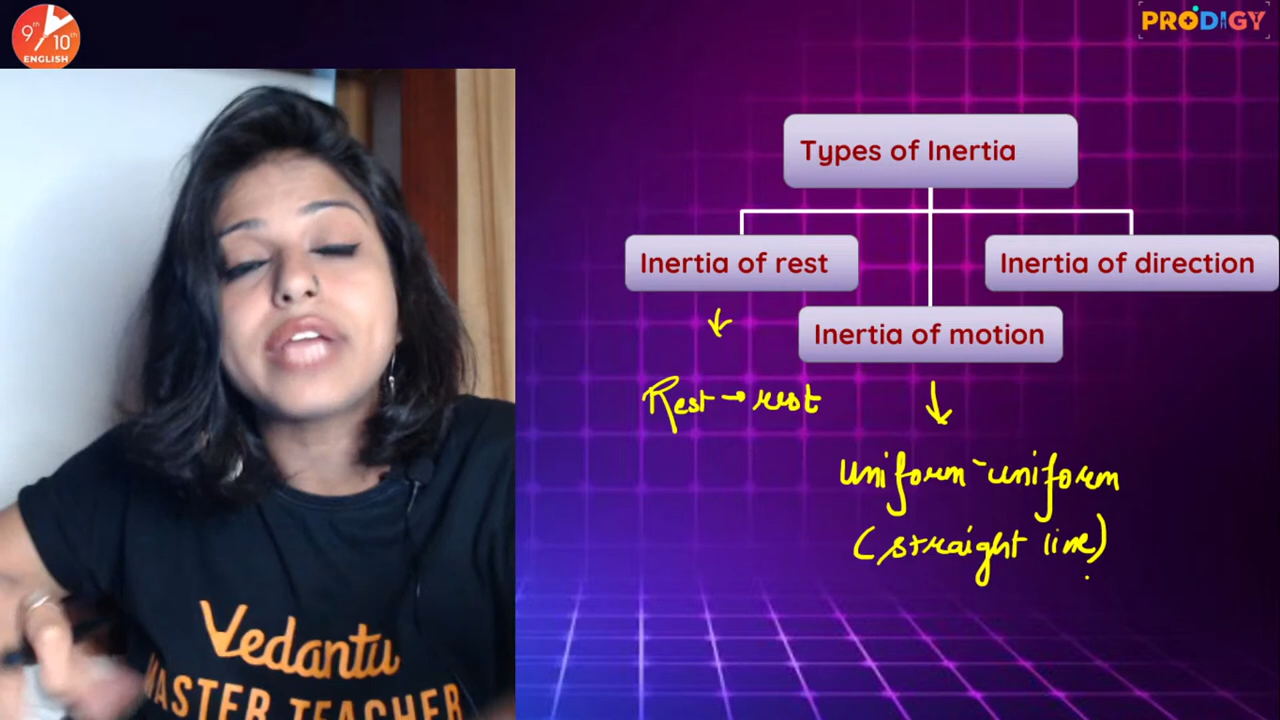 9th
10th
ENGLISH
PRODIGY
Types of Inertia
Inertia of rest
Inertia of direction
Inertia of motion
Rest → rest
uniform - uniform
(straight line)
Vedantu
MASTER TEACHER